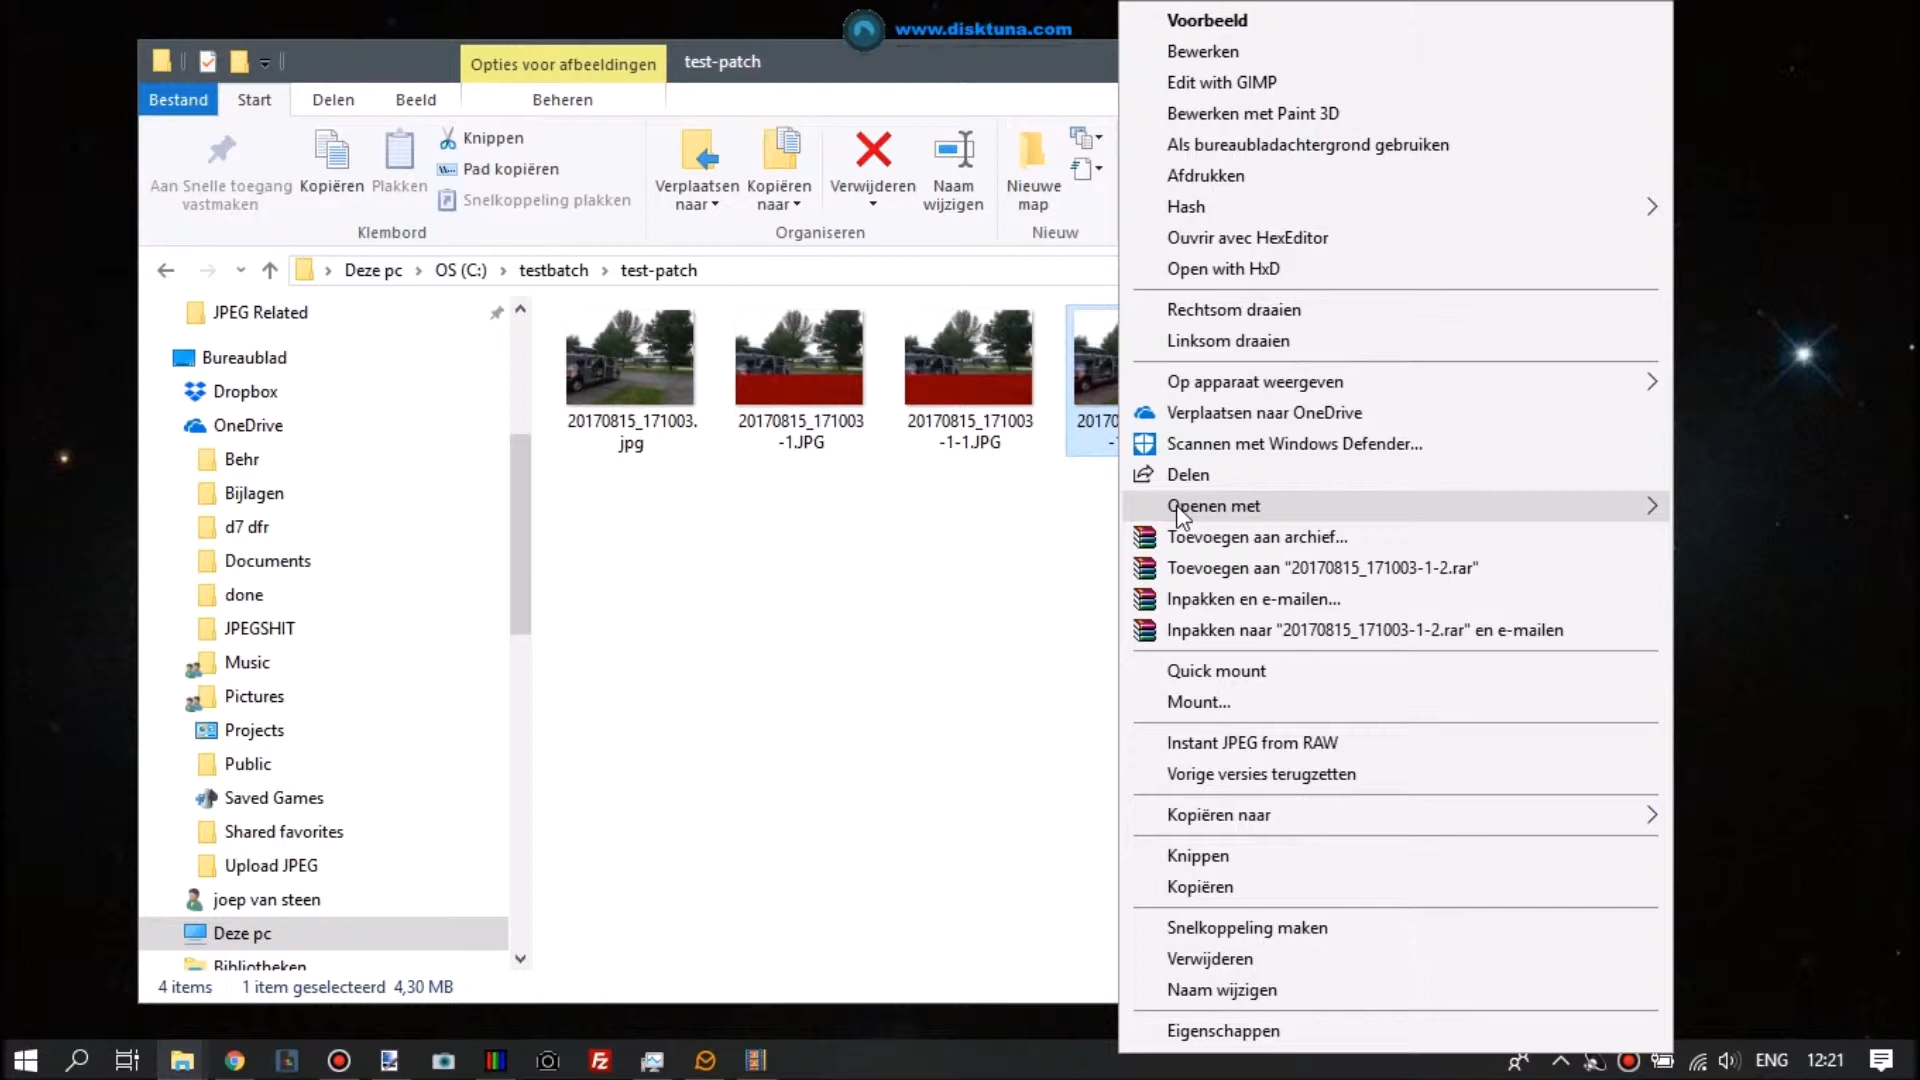 www.disktuna.com
Opties voor afbeeldingen
test-patch
Bestand
Start
Delen
Beeld
Beheren
Aan Snelle toegang
vastmaken
Kopiëren
Plakken
Knippen
Pad kopiëren
Snelkoppeling plakken
Klembord
Verplaatsen
naar
Kopiëren
naar
Verwijderen
Naam
wijzigen
Organiseren
Nieuwe
map
Nieuw
Deze pc
OS (C:)
testbatch
test-patch
JPEG Related
Bureaublad
Dropbox
OneDrive
Behr
Bijlagen
d7 dfr
Documents
done
JPEGSHIT
Music
Pictures
Projects
Public
Saved Games
Shared favorites
Upload JPEG
joep van steen
Deze pc
Bibliotheken
20170815_171003.
jpg
20170815_171003
-1.JPG
20170815_171003
-1-1.JPG
4 items
1 item geselecteerd 4,30 MB
Voorbeeld
Bewerken
Edit with GIMP
Bewerken met Paint 3D
Als bureaubladachtergrond gebruiken
Afdrukken
Hash
Ouvrir avec HexEditor
Open with HxD
Rechtsom draaien
Linksom draaien
Op apparaat weergeven
Verplaatsen naar OneDrive
Scannen met Windows Defender...
Delen
Openen met
Toevoegen aan archief...
Toevoegen aan "20170815_171003-1-2.rar"
Inpakken en e-mailen...
Inpakken naar "20170815_171003-1-2.rar" en e-mailen
Quick mount
Mount...
Instant JPEG from RAW
Vorige versies terugzetten
Kopiëren naar
Knippen
Kopiëren
Snelkoppeling maken
Verwijderen
Naam wijzigen
Eigenschappen
ENG
12:21